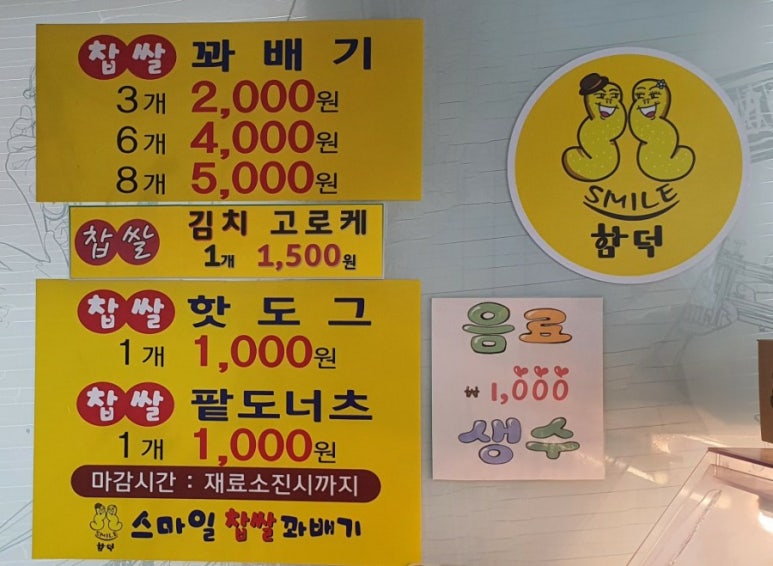 찹쌀 꽈배기
3개 2,000원
6개 4,000원
8개 5,000원
찹쌀 김치 고로케
1개 1,500원
찹쌀 핫도그
1개 1,000원
찹쌀 팥도너츠
1개 1,000원
마감시간 : 재료소진시까지
SMILE
함덕
스마일 찹쌀 꽈배기
SMILE
함덕
음료
₩ 1,000
생수